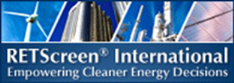 RETScreen® International
Empowering Cleaner Energy Decisions